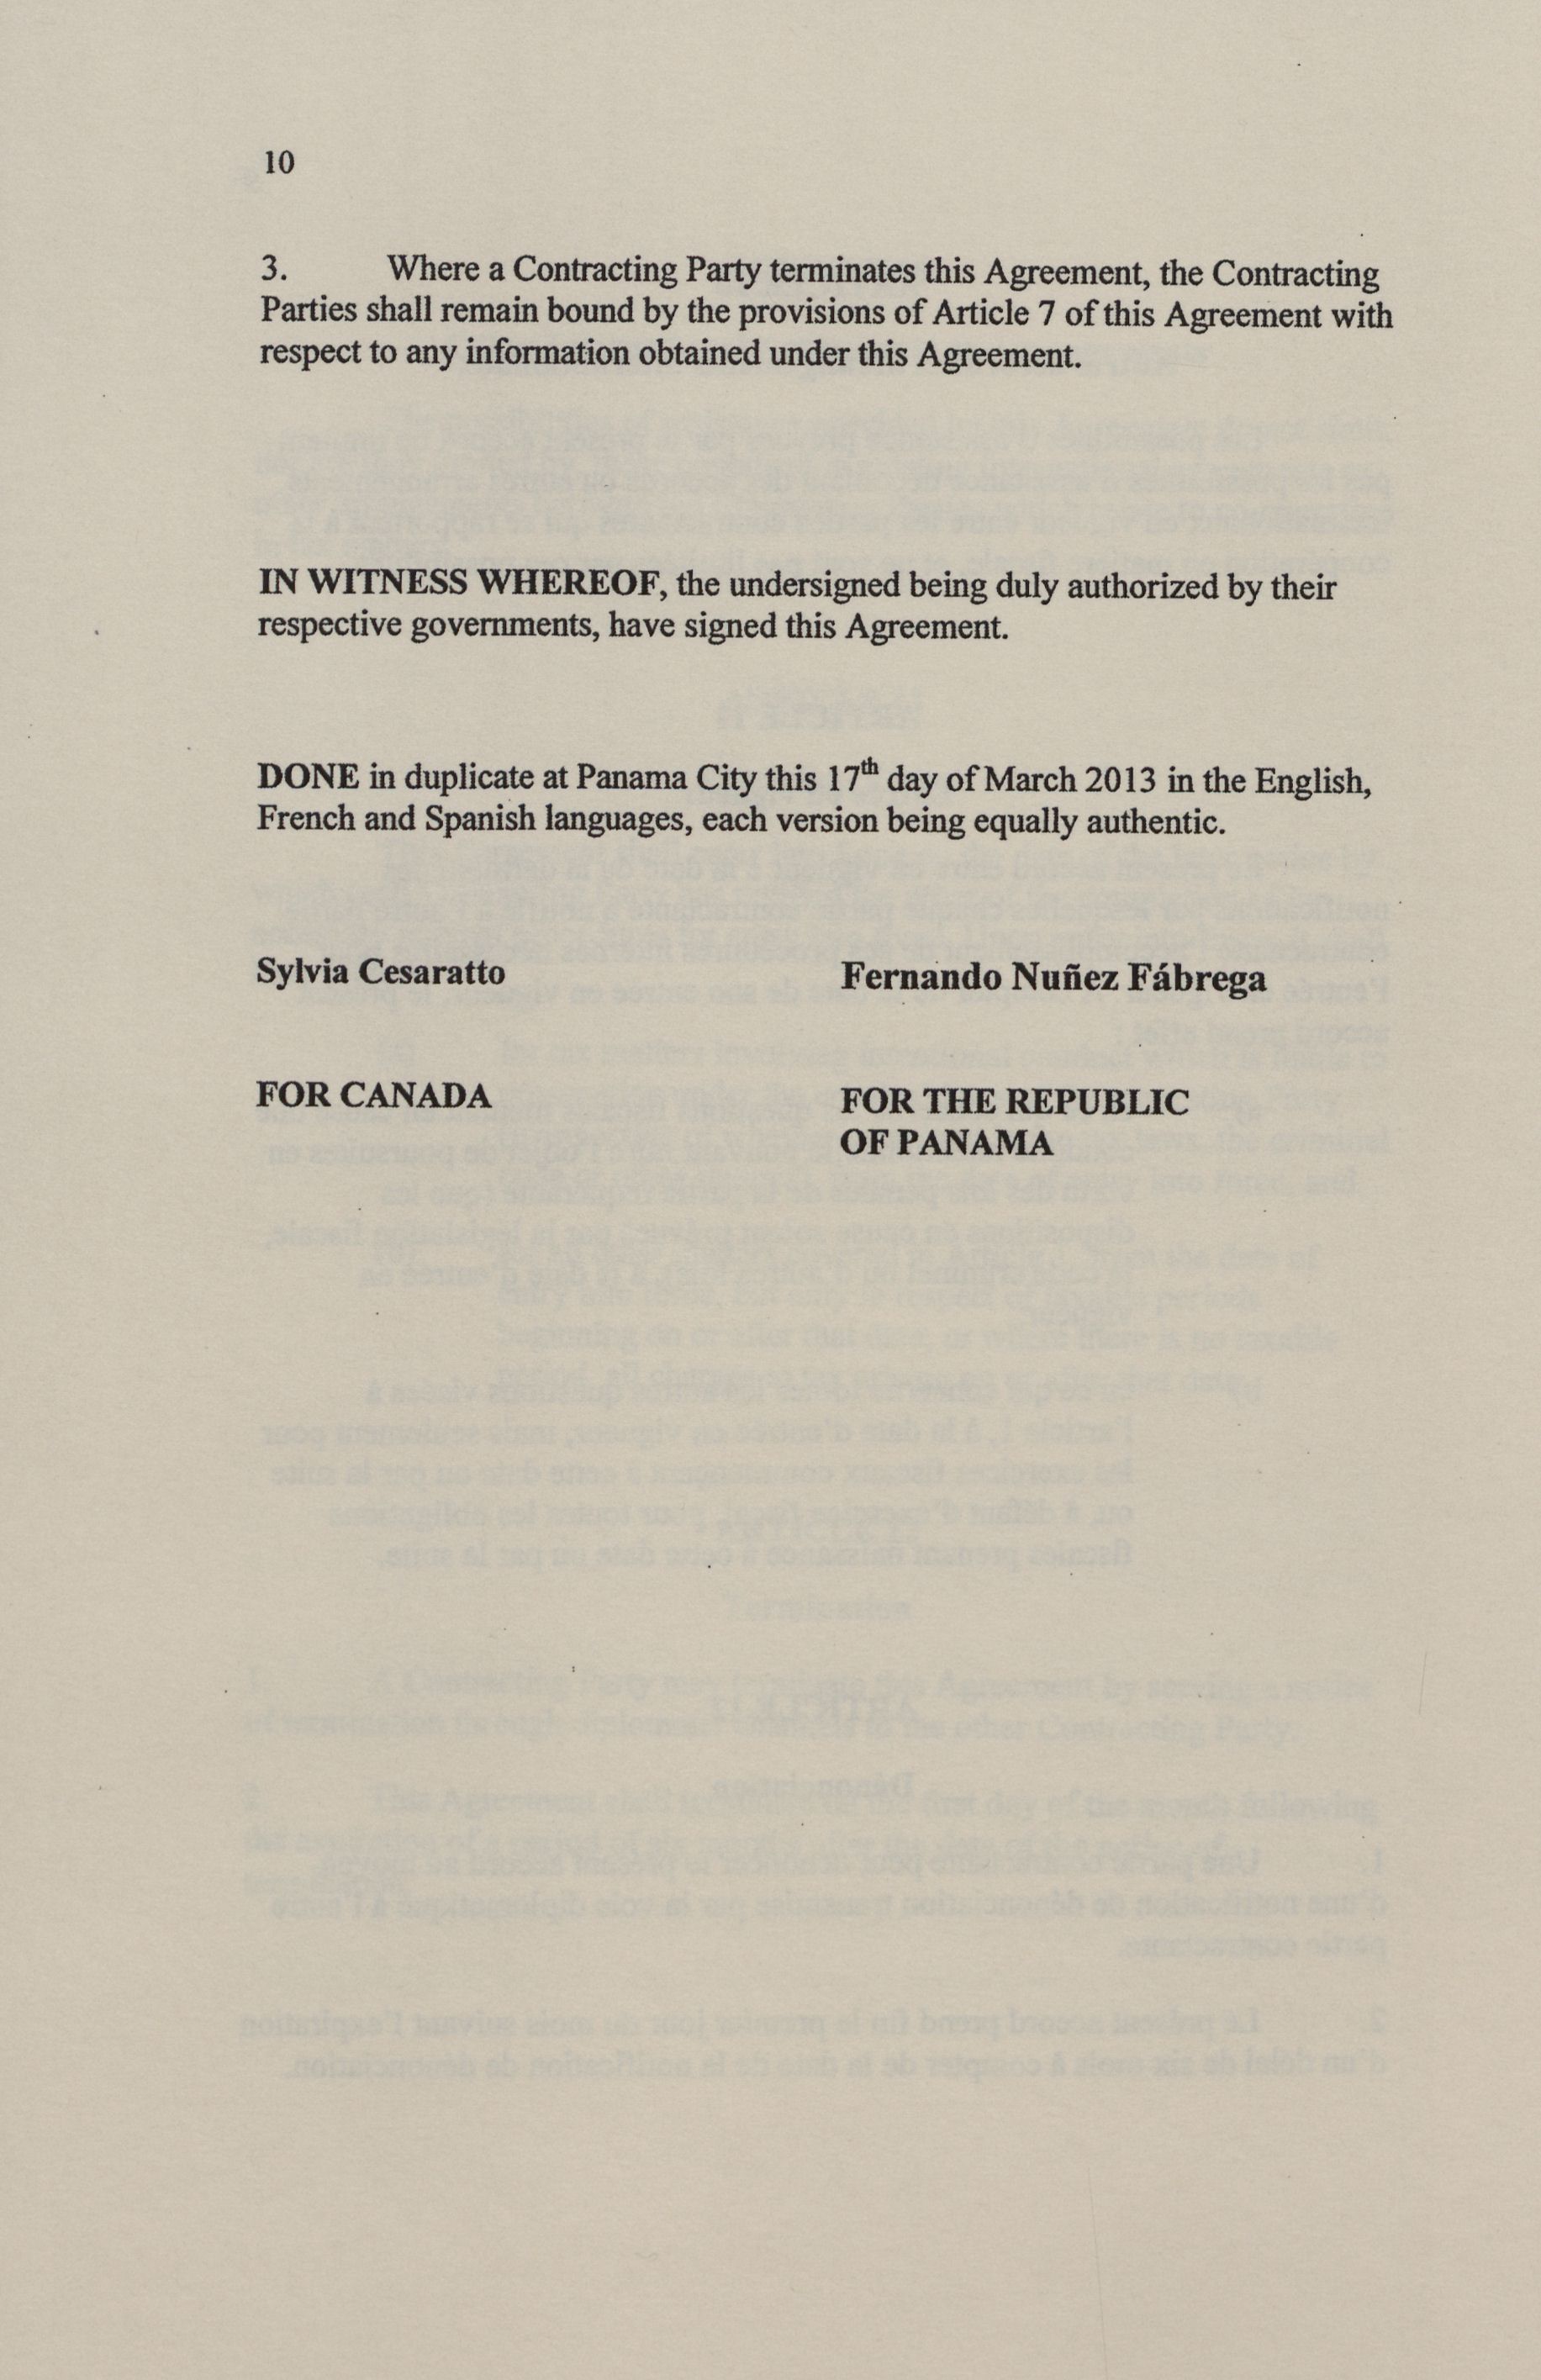 10
3. Where a Contracting Party terminates this Agreement, the Contracting
Parties shall remain bound by the provisions of Article 7 of this Agreement with
respect to any information obtained under this Agreement.
IN WITNESS WHEREOF, the undersigned being duly authorized by their
respective governments, have signed this Agreement.
DONE in duplicate at Panama City this 17th day of March 2013 in the English,
French and Spanish languages, each version being equally authentic.
Sylvia Cesaratto
Fernando Nuñez Fábrega
FOR CANADA
FOR THE REPUBLIC
OF PANAMA